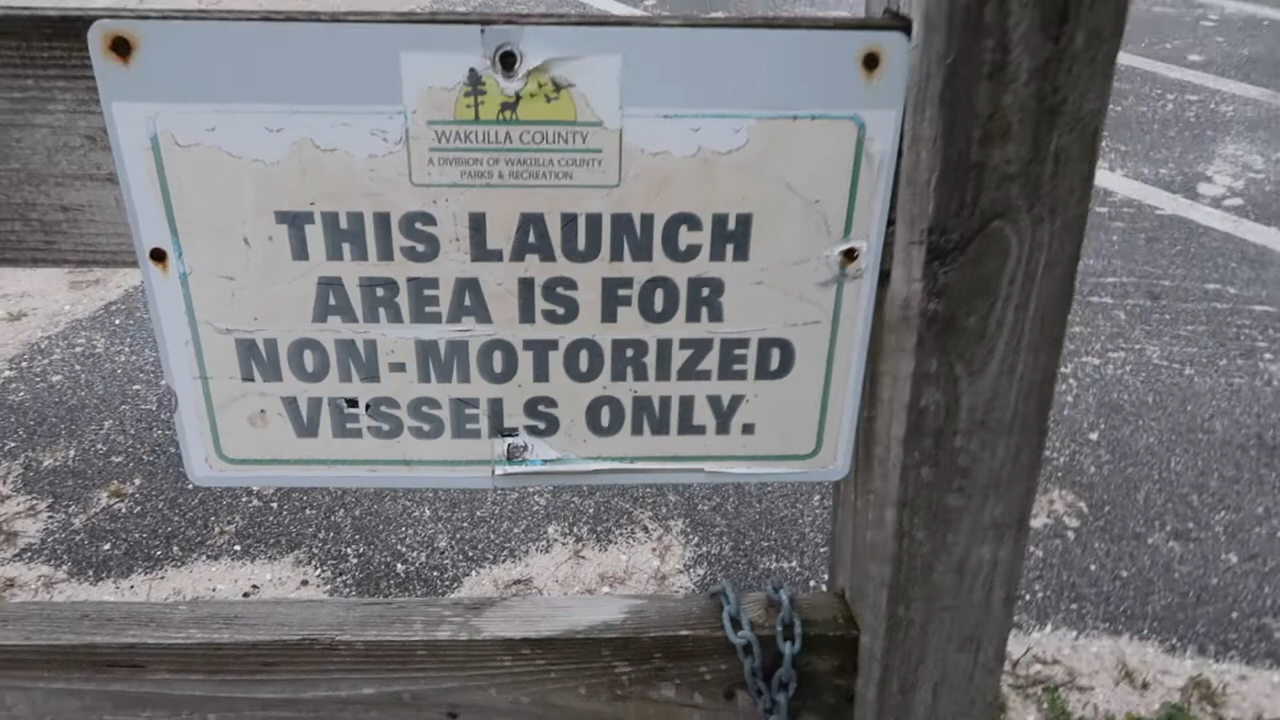 WAKULLA COUNTY
A DIVISION OF WAKULLA COUNTY
PARKS & RECREATION
THIS LAUNCH
AREA IS FOR
NON-MOTORIZED
VESSELS ONLY.